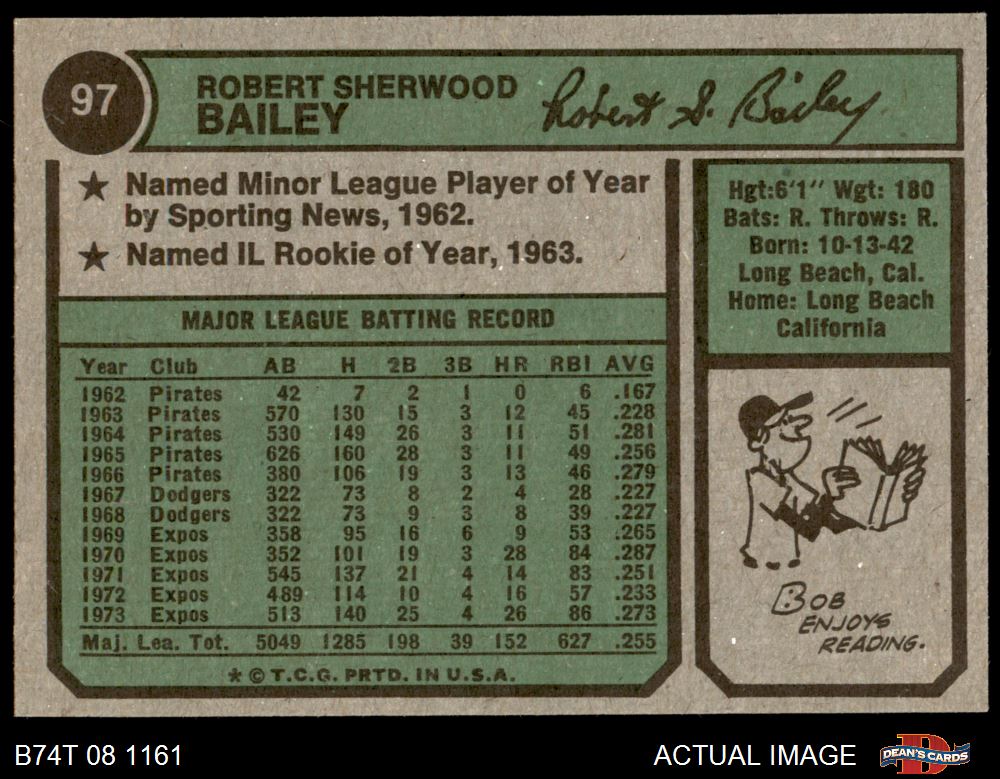 97
ROBERT SHERWOOD
BAILEY
Robert S. Bailey
★ Named Minor League Player of Year
by Sporting News, 1962.
★ Named IL Rookie of Year, 1963.
Hgt:6'1" Wgt: 180
Bats: R. Throws: R.
Born: 10-13-42
Long Beach, Cal.
Home: Long Beach
California
MAJOR LEAGUE BATTING RECORD
Year Club AB H 2B 3B HR RBI AVG
1962 Pirates 42 7 2 1 0 6 .167
1963 Pirates 570 130 15 3 12 45 .228
1964 Pirates 530 149 26 3 11 51 .281
1965 Pirates 626 160 28 3 11 49 .256
1966 Pirates 380 106 19 3 13 46 .279
1967 Dodgers 322 73 8 2 4 28 .227
1968 Dodgers 322 73 9 3 8 39 .227
1969 Expos 358 95 16 6 9 53 .265
1970 Expos 352 101 19 3 28 84 .287
1971 Expos 545 137 21 4 14 83 .251
1972 Expos 489 114 10 4 16 57 .233
1973 Expos 513 140 25 4 26 86 .273
Maj. Lea. Tot. 5049 1285 198 39 152 627 .255
* © T.C.G. PRTD. IN U.S.A.
BOB
ENJOYS
READING.
B74T 08 1161
ACTUAL IMAGE
DEAN'S CARDS